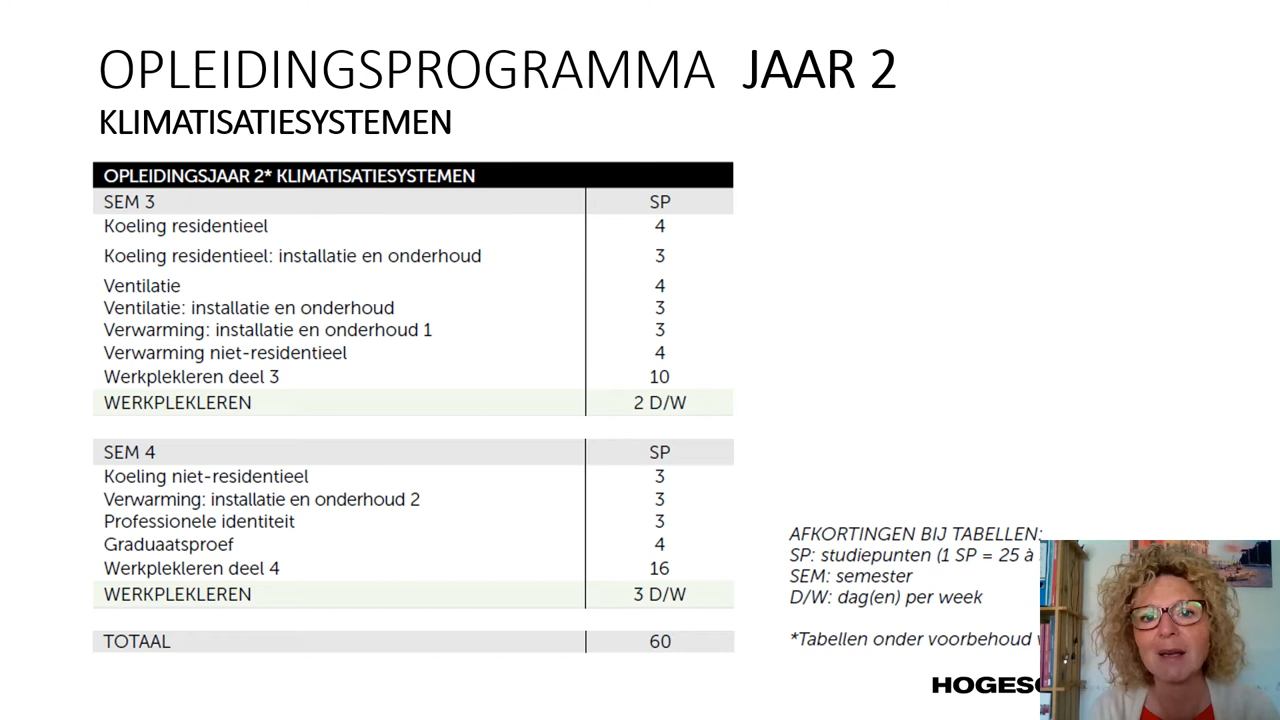 OPLEIDINGSPROGRAMMA JAAR 2
KLIMATISATIESYSTEMEN
OPLEIDINGSJAAR 2* KLIMATISATIESYSTEMEN
SEM 3 SP
Koeling residentieel 4
Koeling residentieel: installatie en onderhoud 3
Ventilatie 4
Ventilatie: installatie en onderhoud 3
Verwarming: installatie en onderhoud 1 3
Verwarming niet-residentieel 4
Werkplekleren deel 3 10
WERKPLEKLEREN 2 D/W
SEM 4 SP
Koeling niet-residentieel 3
Verwarming: installatie en onderhoud 2 3
Professionele identiteit 3
Graduaatsproef 4
Werkplekleren deel 4 16
WERKPLEKLEREN 3 D/W
TOTAAL 60
AFKORTINGEN BIJ TABELLEN:
SP: studiepunten (1 SP = 25 à
SEM: semester
D/W: dag(en) per week
*Tabellen onder voorbehoud